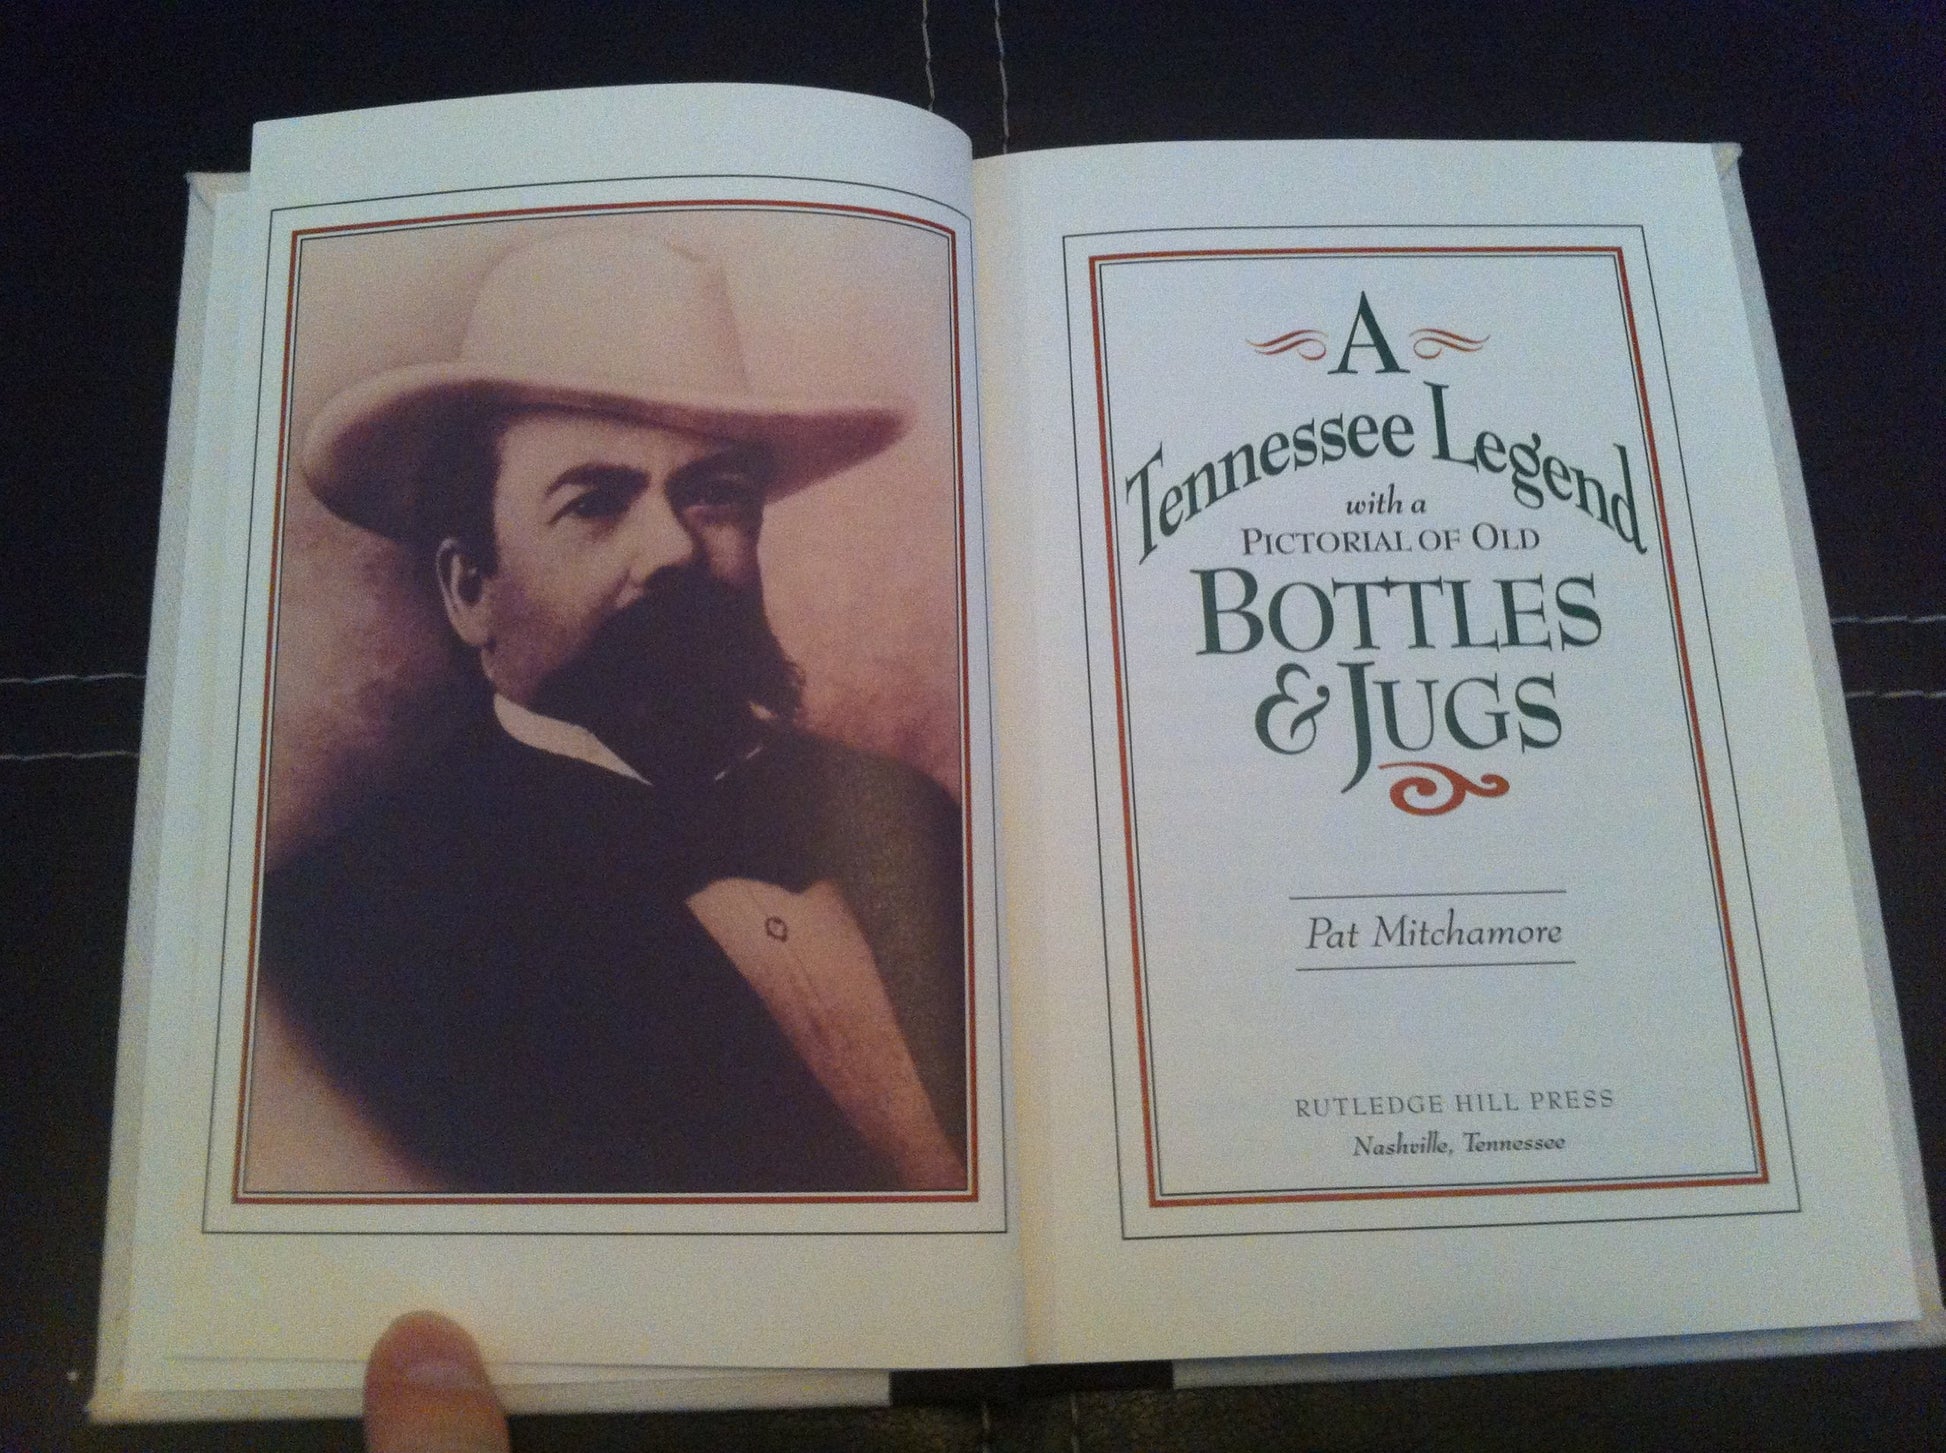 A
Tennessee Legend
with a
PICTORIAL OF OLD
BOTTLES
& JUGS
Pat Mitchamore
RUTLEDGE HILL PRESS
Nashville, Tennessee